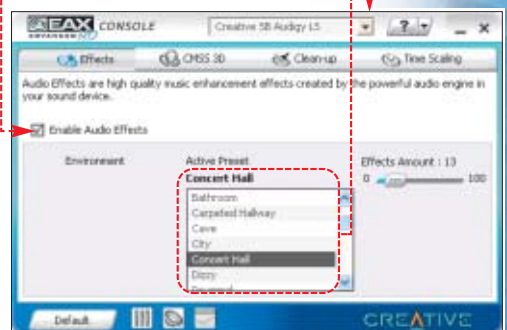 EAX CONSOLE
ADVANCED HD
Creative SB Audigy LS
?
Effects
CMSS 3D
Clean-up
Time Scaling
Audio Effects are high quality music enhancement effects created by the powerful audio engine in
your sound device.
Enable Audio Effects
Environment
Active Preset
Effects Amount : 13
Concert Hall
0 100
Bathroom
Carpeted Hallway
Cave
City
Concert Hall
Dizzy
Default
CREATIVE